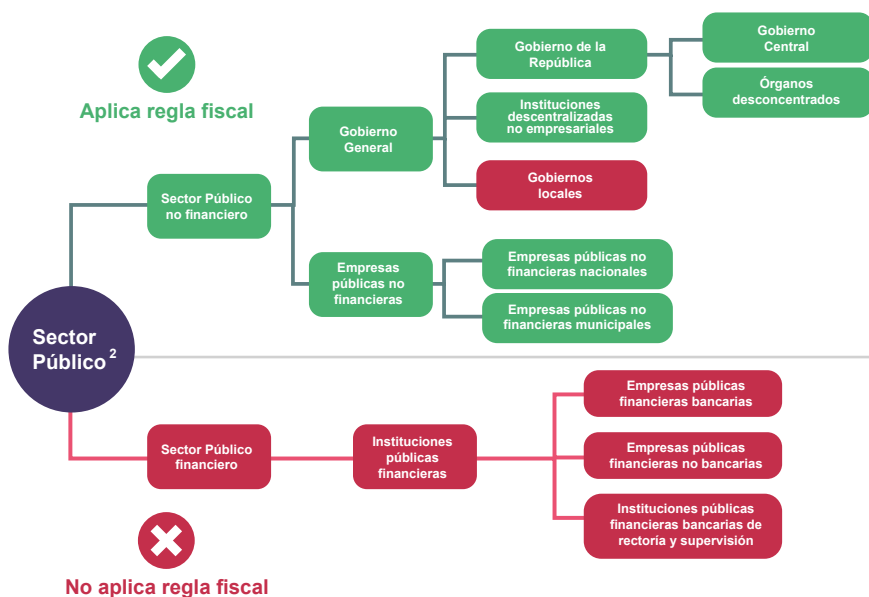 Gobierno
Central
Gobierno de la
República
Órganos
desconcentrados
Aplica regla fiscal
Instituciones
descentralizadas
no empresariales
Gobierno
General
Gobiernos
locales
Sector Público
no financiero
Empresas
públicas no
financieras
Empresas públicas no
financieras nacionales
Empresas públicas no
financieras municipales
Sector
Público 2
Empresas públicas
financieras bancarias
Sector Público
financiero
Instituciones
públicas
financieras
Empresas públicas
financieras no bancarias
Instituciones públicas
financieras bancarias de
rectoría y supervisión
No aplica regla fiscal